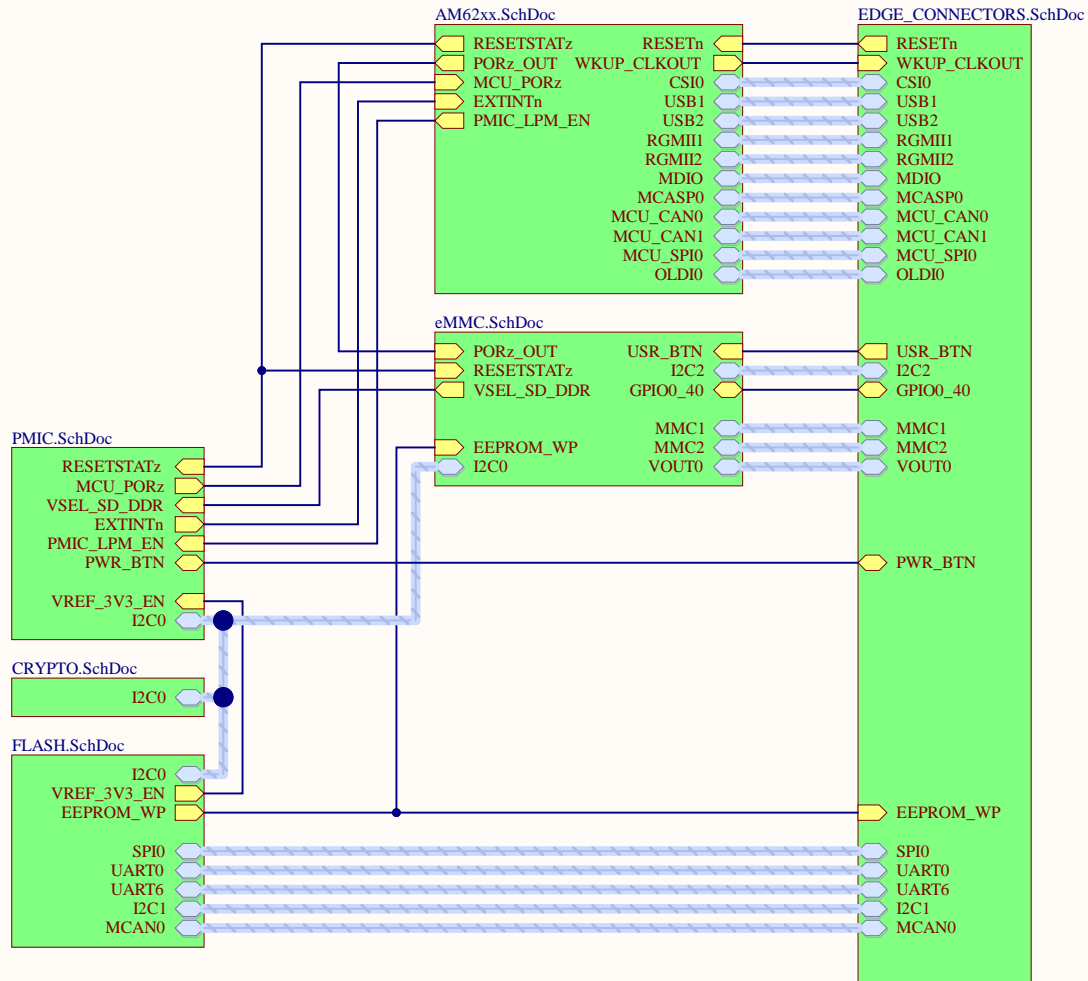 AM62xx.SchDoc
RESETSTATz
PORz_OUT
MCU_PORz
EXTINTn
PMIC_LPM_EN
RESETn
WKUP_CLKOUT
CSI0
USB1
USB2
RGMII1
RGMII2
MDIO
MCASP0
MCU_CAN0
MCU_CAN1
MCU_SPI0
OLDI0
EDGE_CONNECTORS.SchDoc
RESETn
WKUP_CLKOUT
CSI0
USB1
USB2
RGMII1
RGMII2
MDIO
MCASP0
MCU_CAN0
MCU_CAN1
MCU_SPI0
OLDI0
USR_BTN
I2C2
GPIO0_40
MMC1
MMC2
VOUT0
PWR_BTN
EEPROM_WP
SPI0
UART0
UART6
I2C1
MCAN0
eMMC.SchDoc
PORz_OUT
RESETSTATz
VSEL_SD_DDR
EEPROM_WP
I2C0
USR_BTN
I2C2
GPIO0_40
MMC1
MMC2
VOUT0
PMIC.SchDoc
RESETSTATz
MCU_PORz
VSEL_SD_DDR
EXTINTn
PMIC_LPM_EN
PWR_BTN
VREF_3V3_EN
I2C0
CRYPTO.SchDoc
I2C0
FLASH.SchDoc
I2C0
VREF_3V3_EN
EEPROM_WP
SPI0
UART0
UART6
I2C1
MCAN0